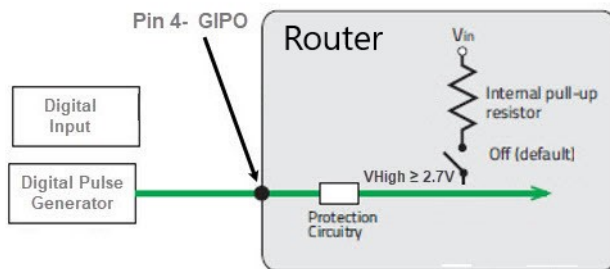 Pin 4- GIPO
Router
Vin
Digital
Input
Internal pull-up
resistor
Off (default)
Digital Pulse
Generator
VHigh ≥ 2.7V
Protection
Circuitry